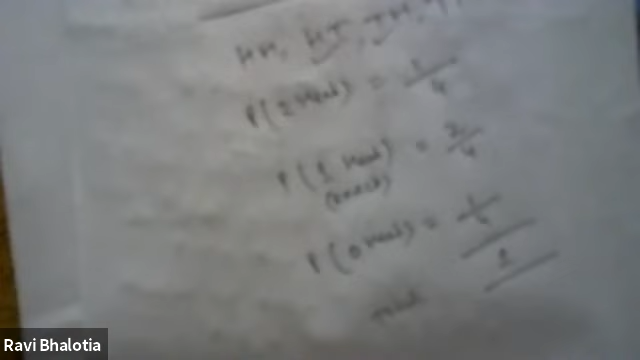 HH, HT, TH, T
P(2 Head) = 1/4
P(1 Head) = 2/4
(exact)
P(0 Head) = 1/4
Total 1
Ravi Bhalotia